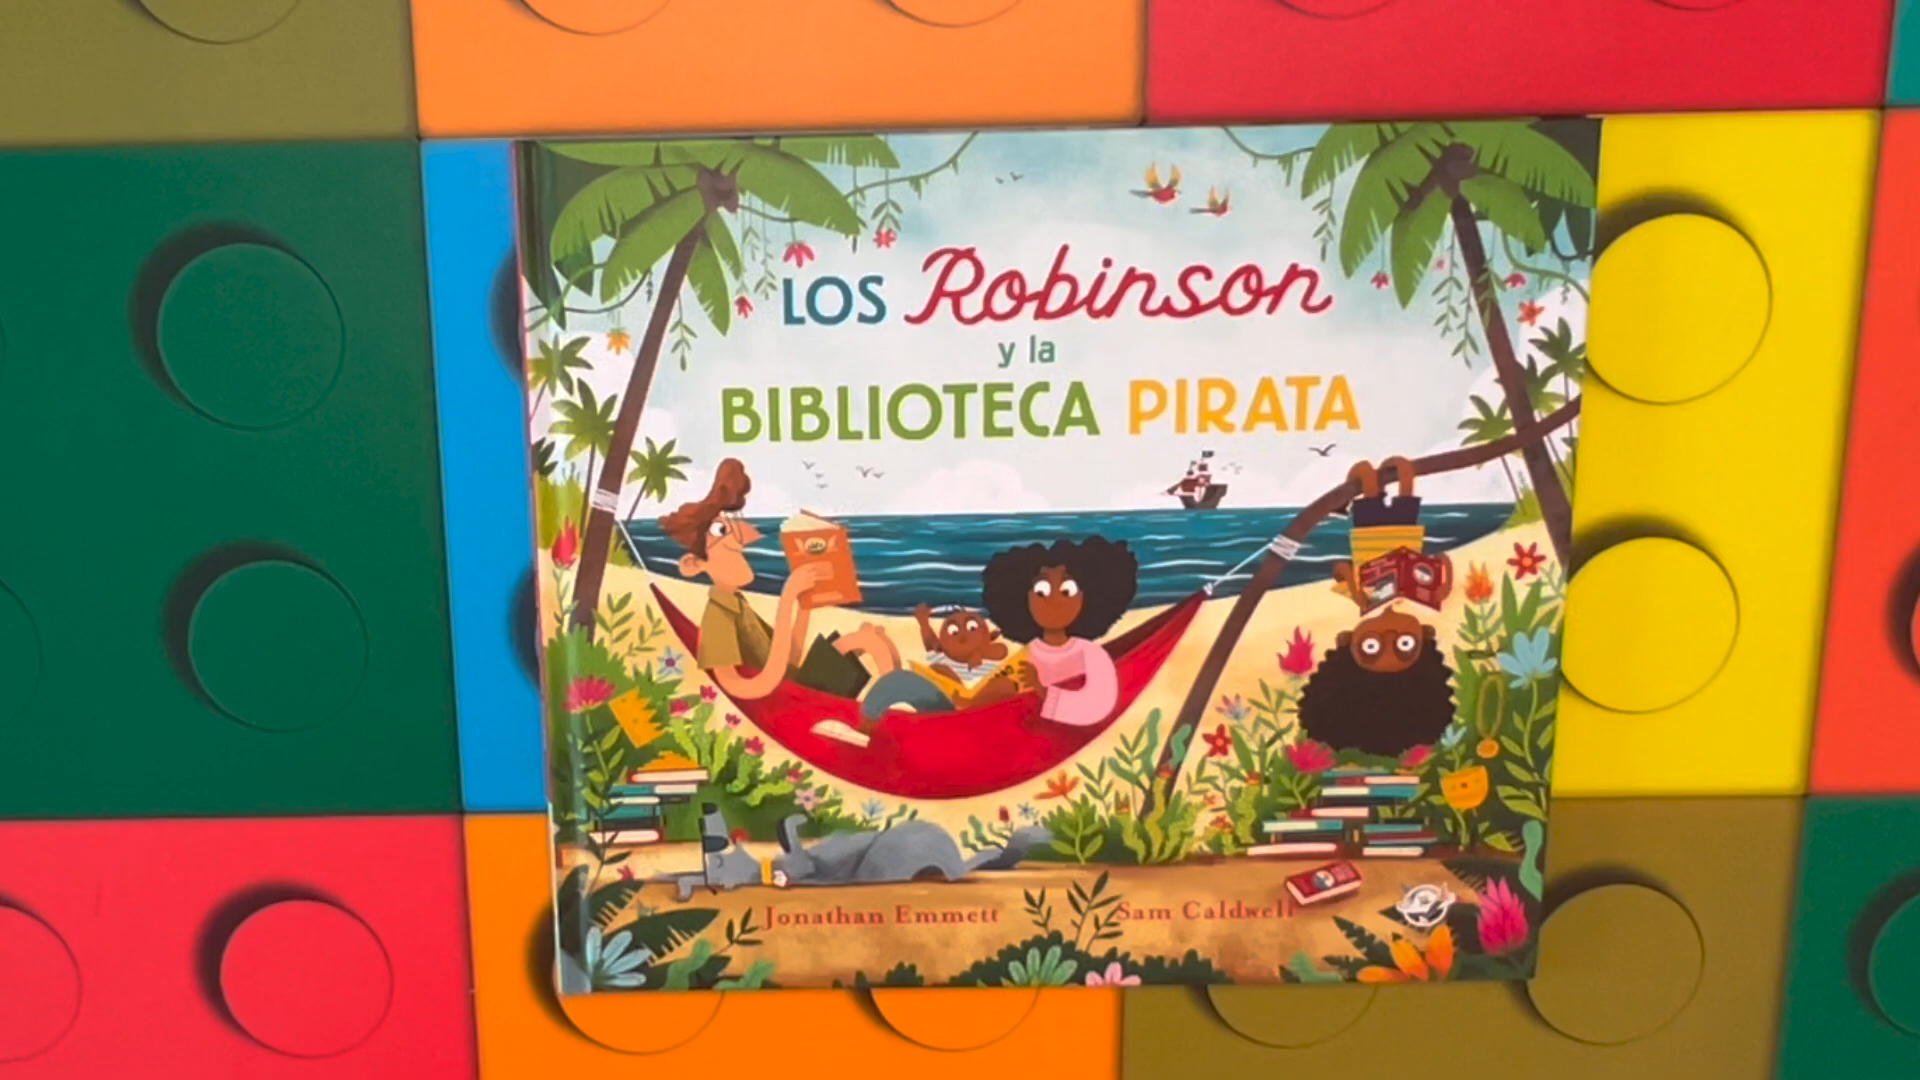 LOS Robinson
y la
BIBLIOTECA PIRATA
Jonathan Emmett
Sam Caldwell